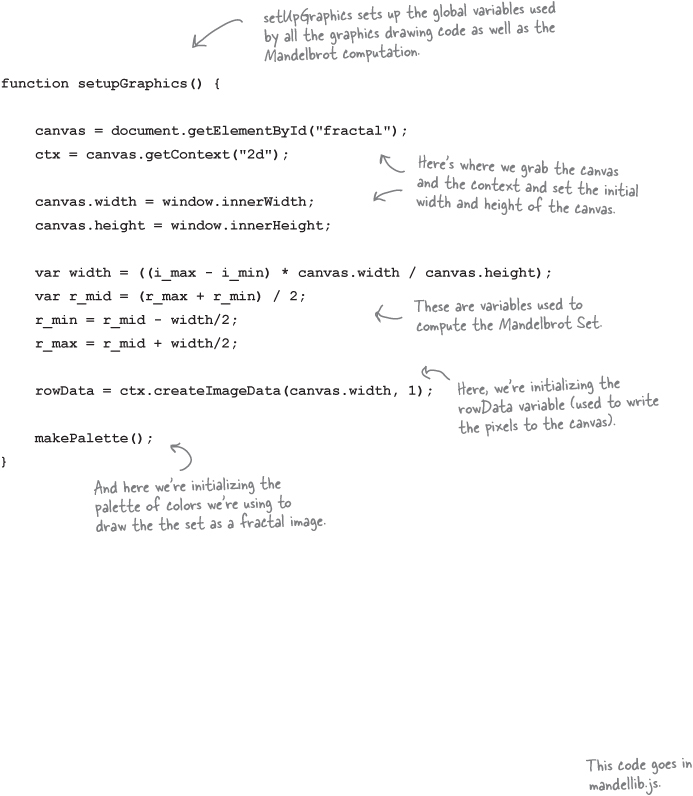 setUpGraphics sets up the global variables used
by all the graphics drawing code as well as the
Mandelbrot computation.
function setupGraphics() {
canvas = document.getElementById("fractal");
ctx = canvas.getContext("2d");
Here's where we grab the canvas
and the context and set the initial
width and height of the canvas.
canvas.width = window.innerWidth;
canvas.height = window.innerHeight;
var width = ((i_max - i_min) * canvas.width / canvas.height);
var r_mid = (r_max + r_min) / 2;
r_min = r_mid - width/2;
r_max = r_mid + width/2;
These are variables used to
compute the Mandelbrot Set.
rowData = ctx.createImageData(canvas.width, 1);
Here, we're initializing the
rowData variable (used to write
the pixels to the canvas).
makePalette();
}
And here we're initializing the
palette of colors we're using to
draw the the set as a fractal image.
This code goes in
mandellib.js.